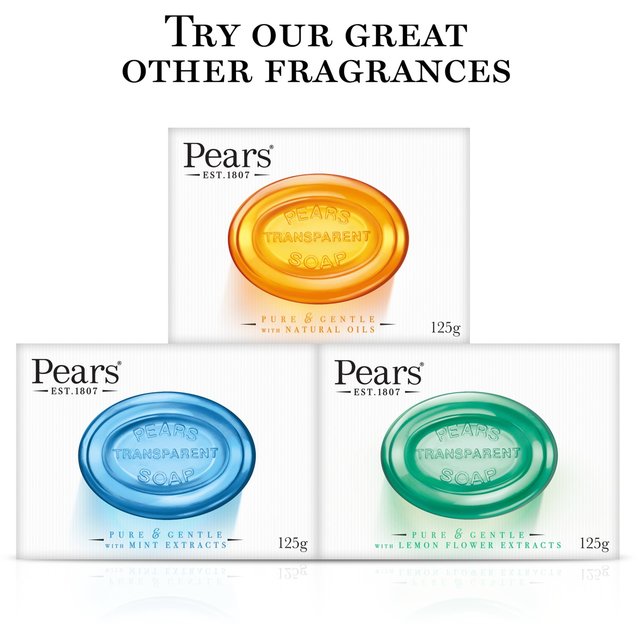 TRY OUR GREAT
OTHER FRAGRANCES
Pears®
EST.1807
PEARS
TRANSPARENT
SOAP
PURE & GENTLE
WITH NATURAL OILS
125g
Pears®
EST.1807
PEARS
TRANSPARENT
SOAP
PURE & GENTLE
WITH MINT EXTRACTS
125g
Pears®
EST.1807
PEARS
TRANSPARENT
SOAP
PURE & GENTLE
WITH LEMON FLOWER EXTRACTS
125g